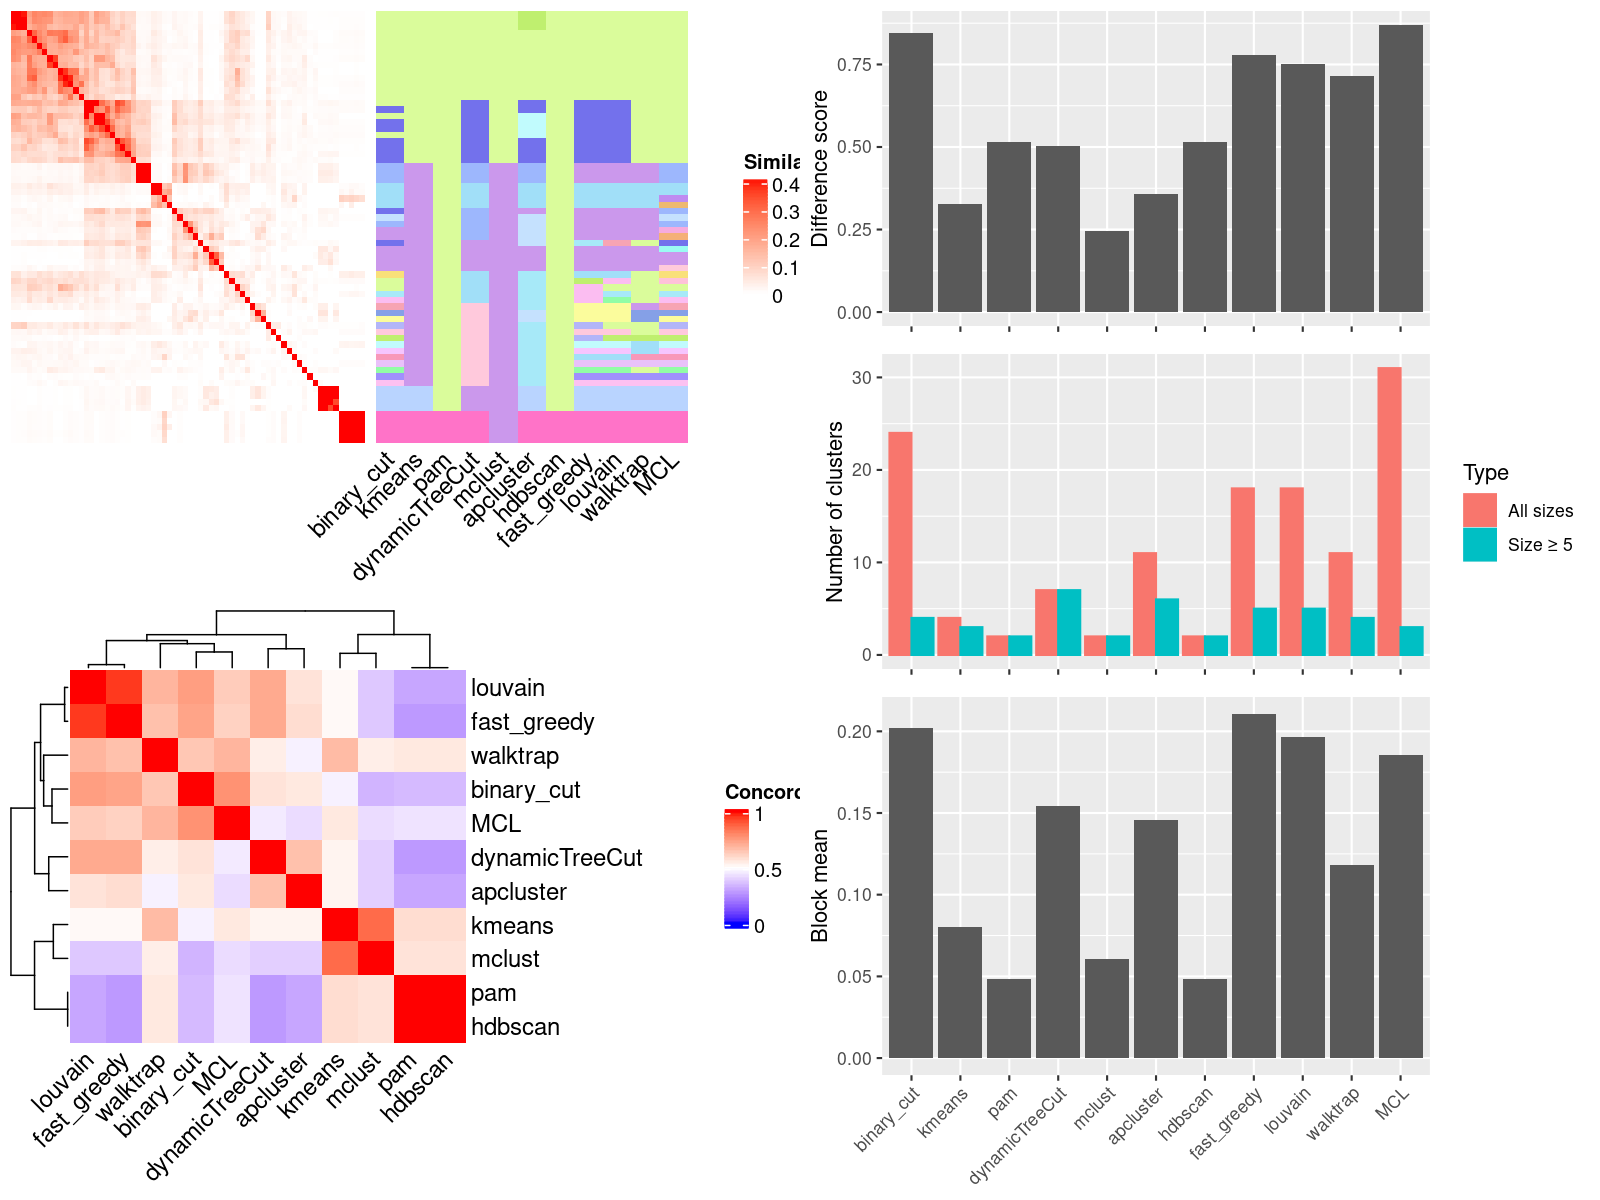 Simila
0.4
0.3
0.2
0.1
0
binary_cut
kmeans
pam
dynamicTreeCut
mclust
apcluster
hdbscan
fast_greedy
louvain
walktrap
MCL
louvain
fast_greedy
walktrap
binary_cut
MCL
dynamicTreeCut
apcluster
kmeans
mclust
pam
hdbscan
louvain
fast_greedy
walktrap
binary_cut
MCL
dynamicTreeCut
apcluster
kmeans
mclust
pam
hdbscan
Concord
1
0.5
0
Difference score
0.75
0.50
0.25
0.00
Number of clusters
30
20
10
0
Type
All sizes
Size ≥ 5
Block mean
0.20
0.15
0.10
0.05
0.00
binary_cut
kmeans
pam
dynamicTreeCut
mclust
apcluster
hdbscan
fast_greedy
louvain
walktrap
MCL